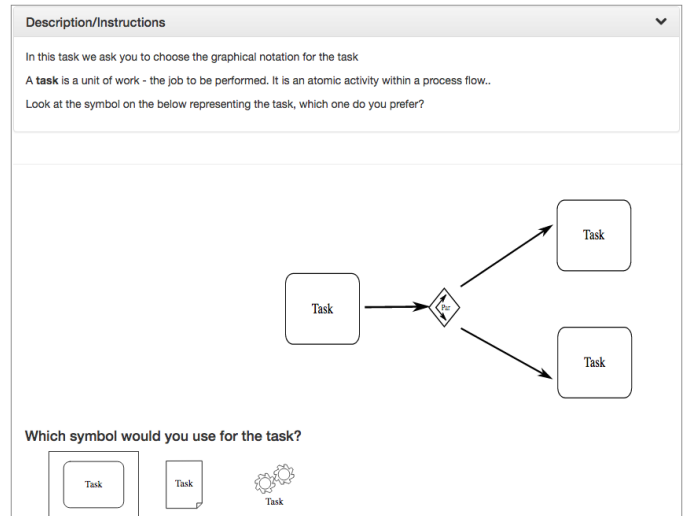 Description/Instructions
In this task we ask you to choose the graphical notation for the task
A task is a unit of work - the job to be performed. It is an atomic activity within a process flow..
Look at the symbol on the below representing the task, which one do you prefer?
Task
Task
Par
Task
Which symbol would you use for the task?
Task
Task
Task